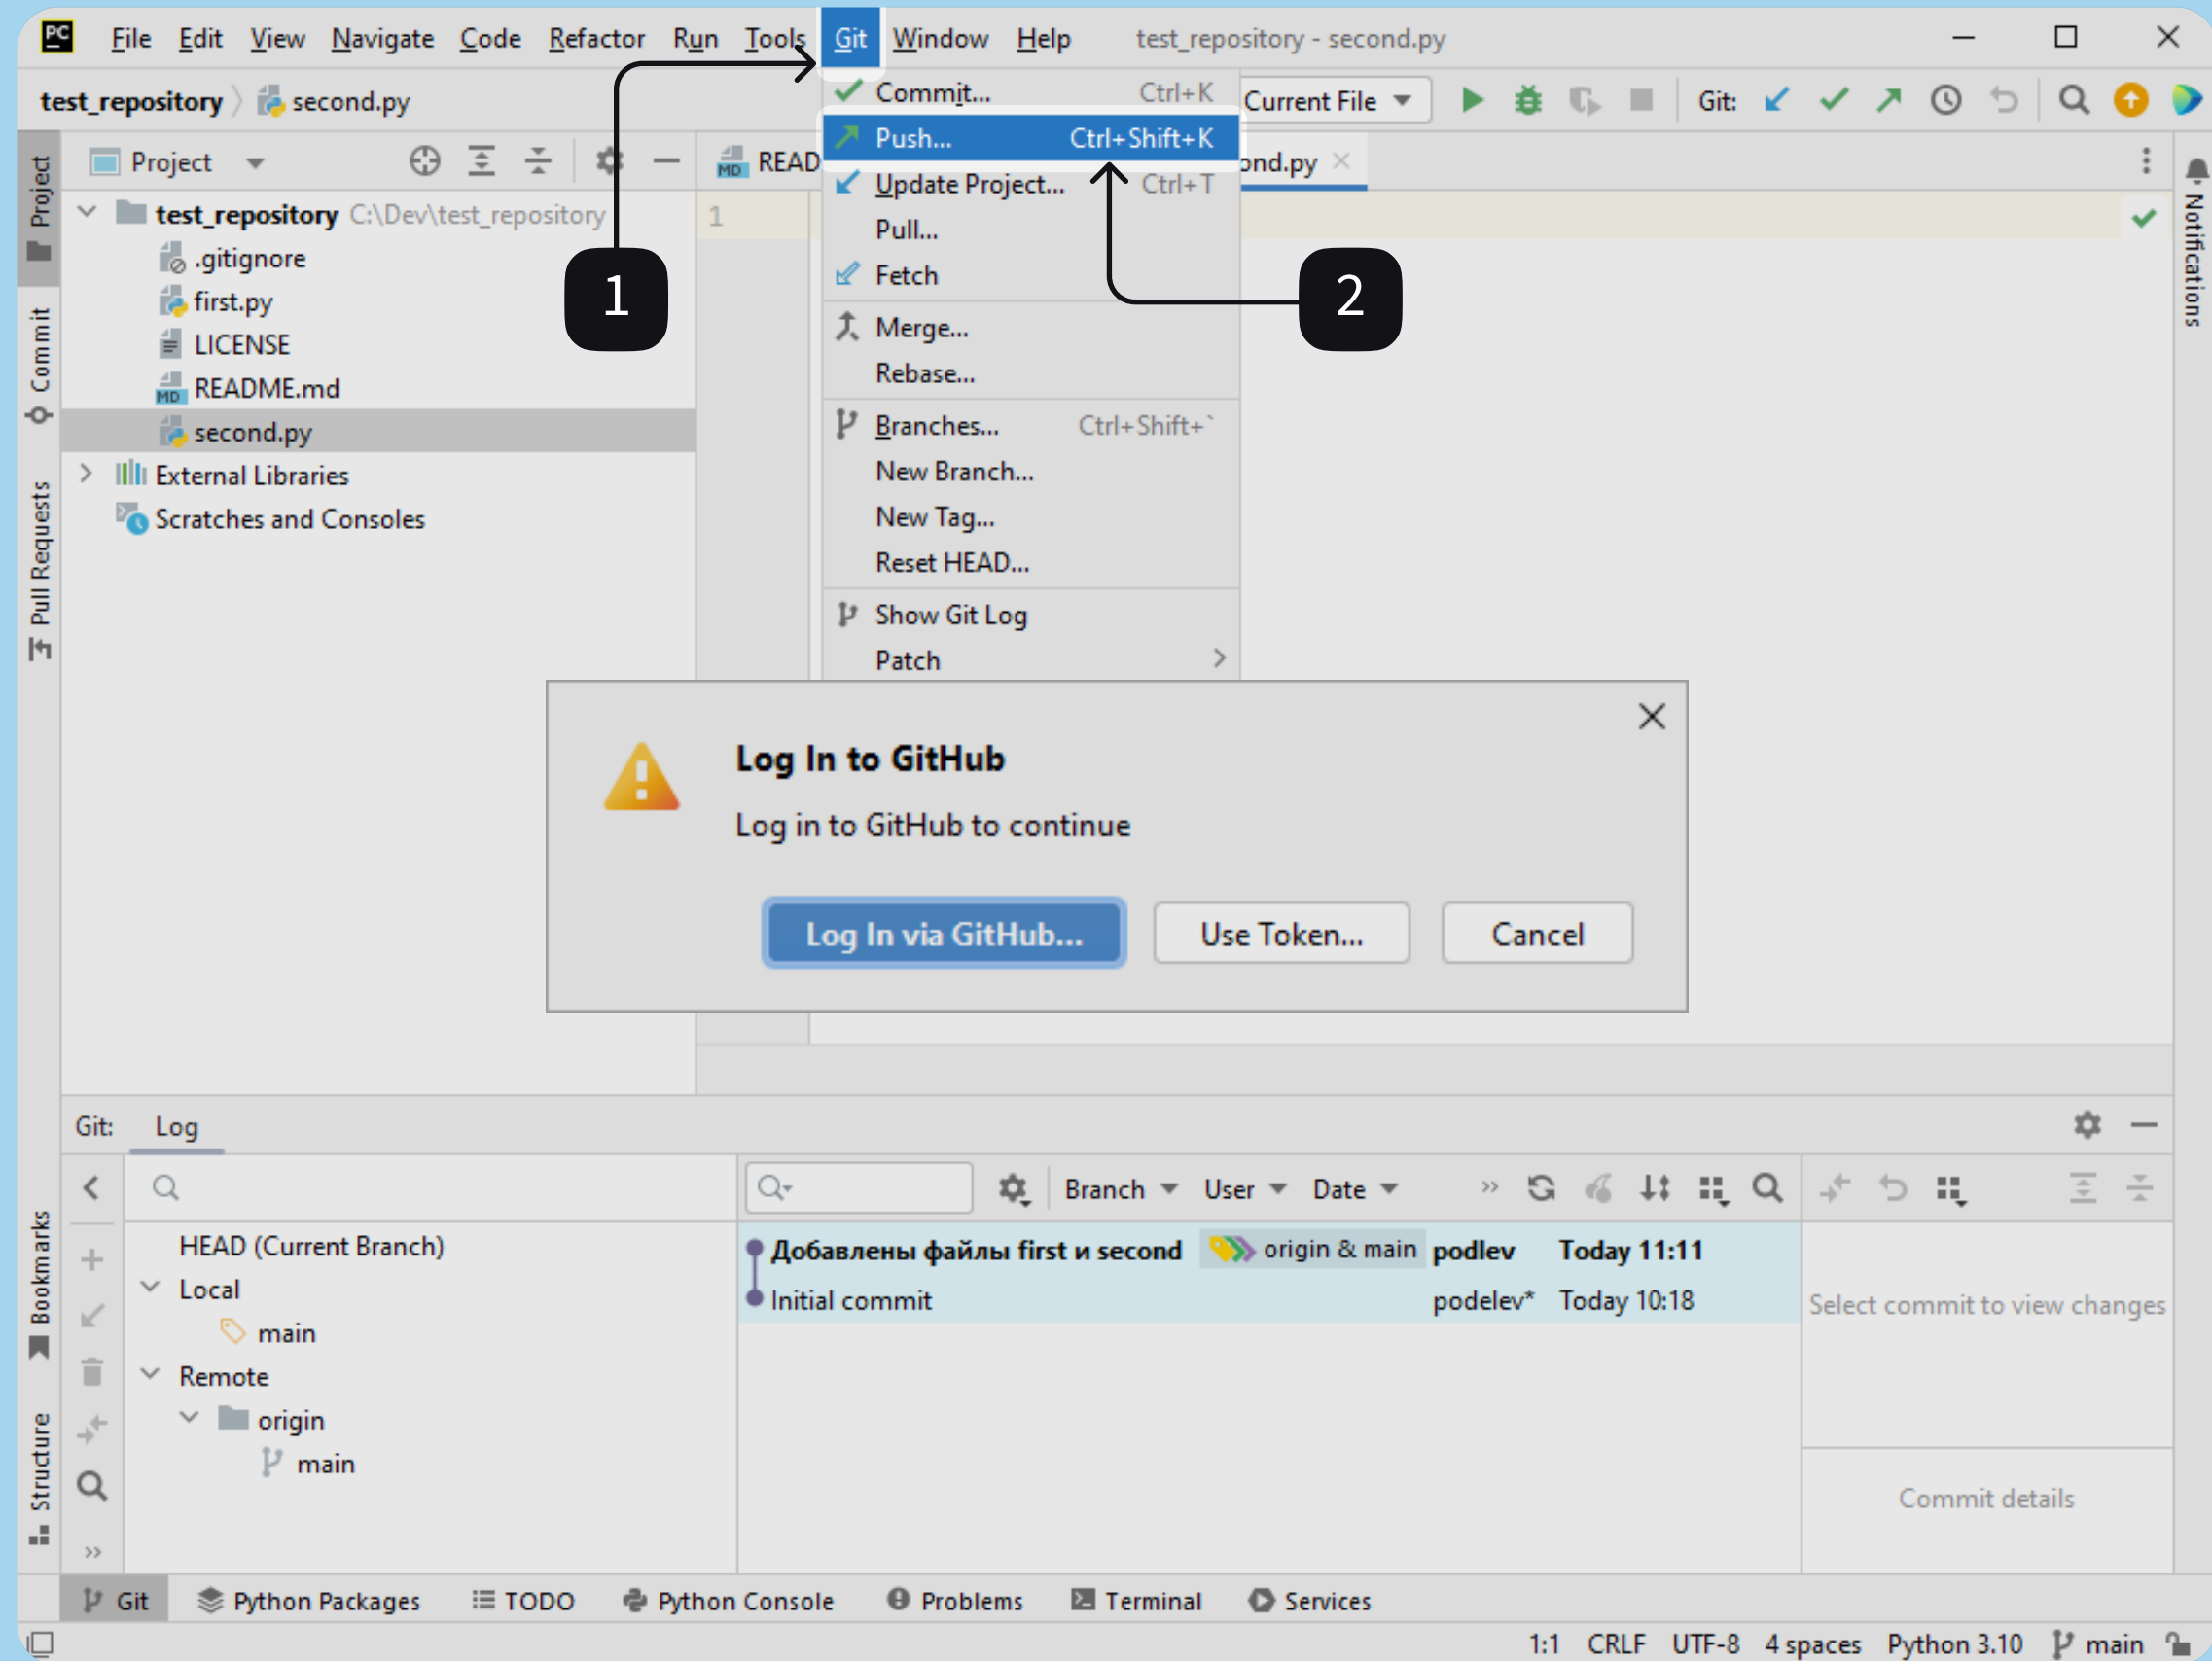 PC File Edit View Navigate Code Refactor Run Tools Git Window Help test_repository - second.py
test_repository second.py Current File Git:
Project
Project
READ
ond.py
Notifications
Commit... Ctrl+K
Push... Ctrl+Shift+K
Update Project... Ctrl+T
Pull...
Fetch
Merge...
Rebase...
Branches... Ctrl+Shift+`
New Branch...
New Tag...
Reset HEAD...
Show Git Log
Patch
1
2
1
test_repository C:\Dev\test_repository
.gitignore
first.py
LICENSE
MD README.md
second.py
External Libraries
Scratches and Consoles
MD
Commit
Pull Requests
Log In to GitHub
Log in to GitHub to continue
Log In via GitHub...
Use Token...
Cancel
Git: Log
Branch User Date
HEAD (Current Branch)
Local
main
Remote
origin
main
Добавлены файлы first и second origin & main podlev Today 11:11
Initial commit podelev* Today 10:18
Select commit to view changes
Commit details
Bookmarks
Structure
Git Python Packages TODO Python Console Problems Terminal Services
1:1 CRLF UTF-8 4 spaces Python 3.10 main